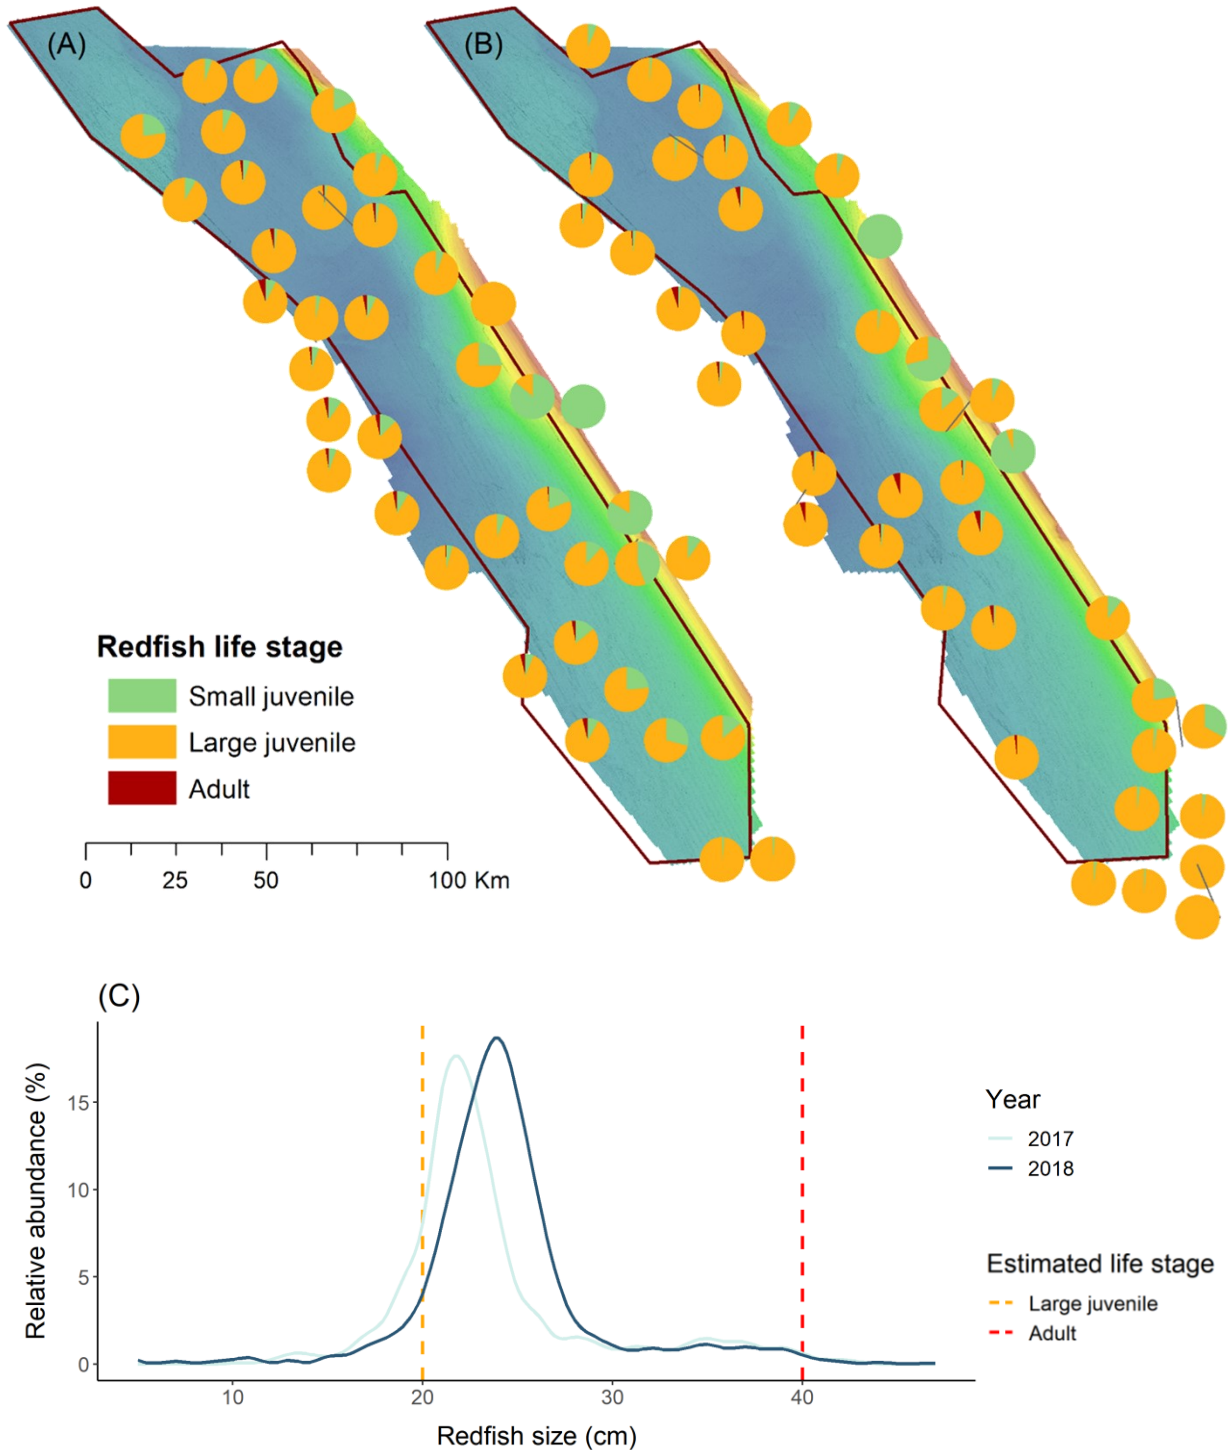 (A)
(B)
Redfish life stage
Small juvenile
Large juvenile
Adult
0 25 50 100 Km
(C)
Relative abundance (%)
15
10
5
0
10 20 30 40
Redfish size (cm)
Year
2017
2018
Estimated life stage
Large juvenile
Adult